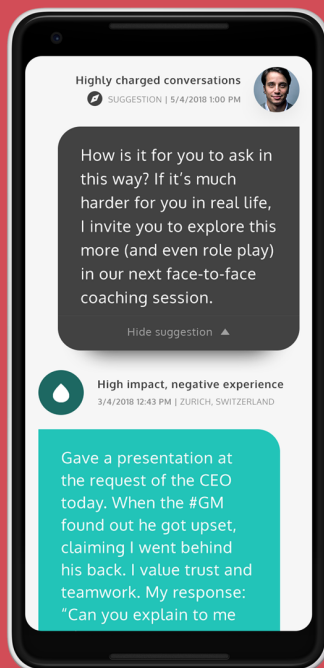 Highly charged conversations
SUGGESTION | 5/4/2018 1:00 PM
How is it for you to ask in
this way? If it’s much
harder for you in real life,
I invite you to explore this
more (and even role play)
in our next face-to-face
coaching session.
Hide suggestion
High impact, negative experience
3/4/2018 12:43 PM | ZURICH, SWITZERLAND
Gave a presentation at
the request of the CEO
today. When the #GM
found out he got upset,
claiming I went behind
his back. I value trust and
teamwork. My response:
“Can you explain to me